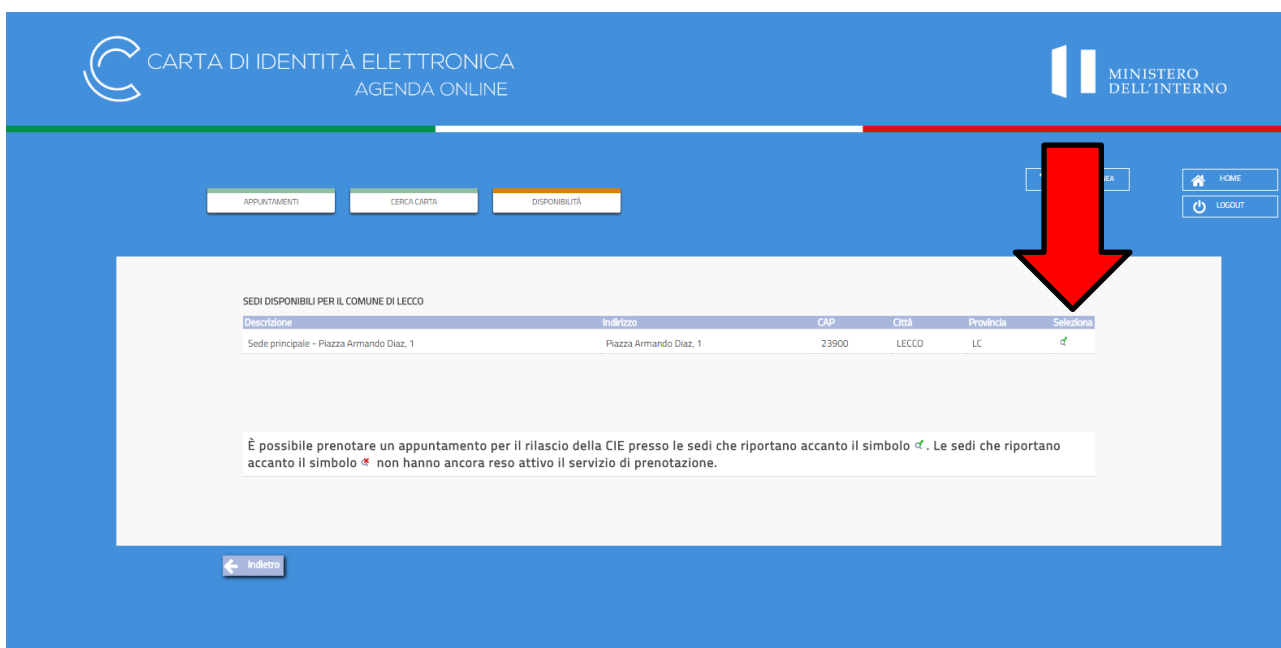 CARTA DI IDENTITÀ ELETTRONICA
AGENDA ONLINE
MINISTERO
DELL'INTERNO
HOME
APPUNTAMENTI CERCA CARTA DISPONIBILITÀ
LOGOUT
SEDI DISPONIBILI PER IL COMUNE DI LECCO
Descrizione Indirizzo CAP Città Provincia Seleziona
Sede principale - Piazza Armando Diaz, 1 Piazza Armando Diaz, 1 23900 LECCO LC
È possibile prenotare un appuntamento per il rilascio della CIE presso le sedi che riportano accanto il simbolo . Le sedi che riportano
accanto il simbolo non hanno ancora reso attivo il servizio di prenotazione.
Indietro